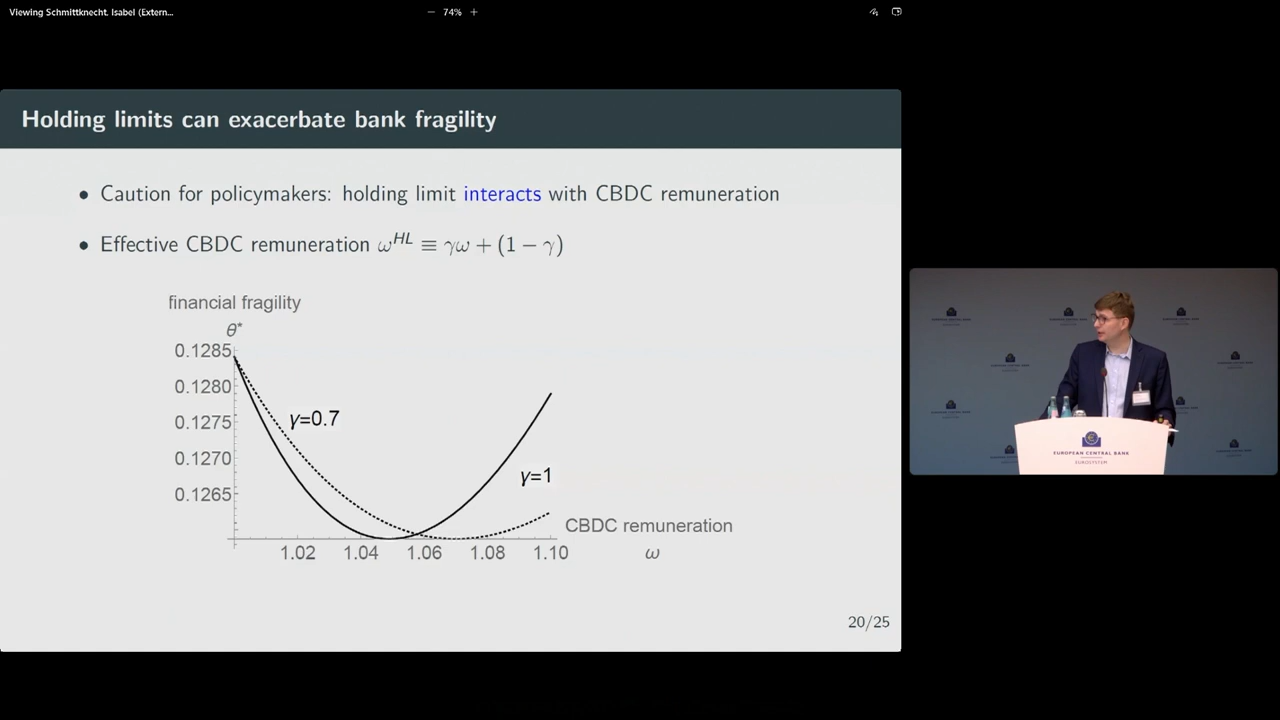 Viewing Schmittknecht. Isabel (Extern...
− 74% +
Holding limits can exacerbate bank fragility
• Caution for policymakers: holding limit interacts with CBDC remuneration
• Effective CBDC remuneration ω^HL ≡ γω + (1 − γ)
financial fragility
θ*
0.1285
0.1280
0.1275
0.1270
0.1265
γ=0.7
γ=1
CBDC remuneration
ω
1.02 1.04 1.06 1.08 1.10
20/25
EUROPEAN CENTRAL BANK
EUROSYSTEM